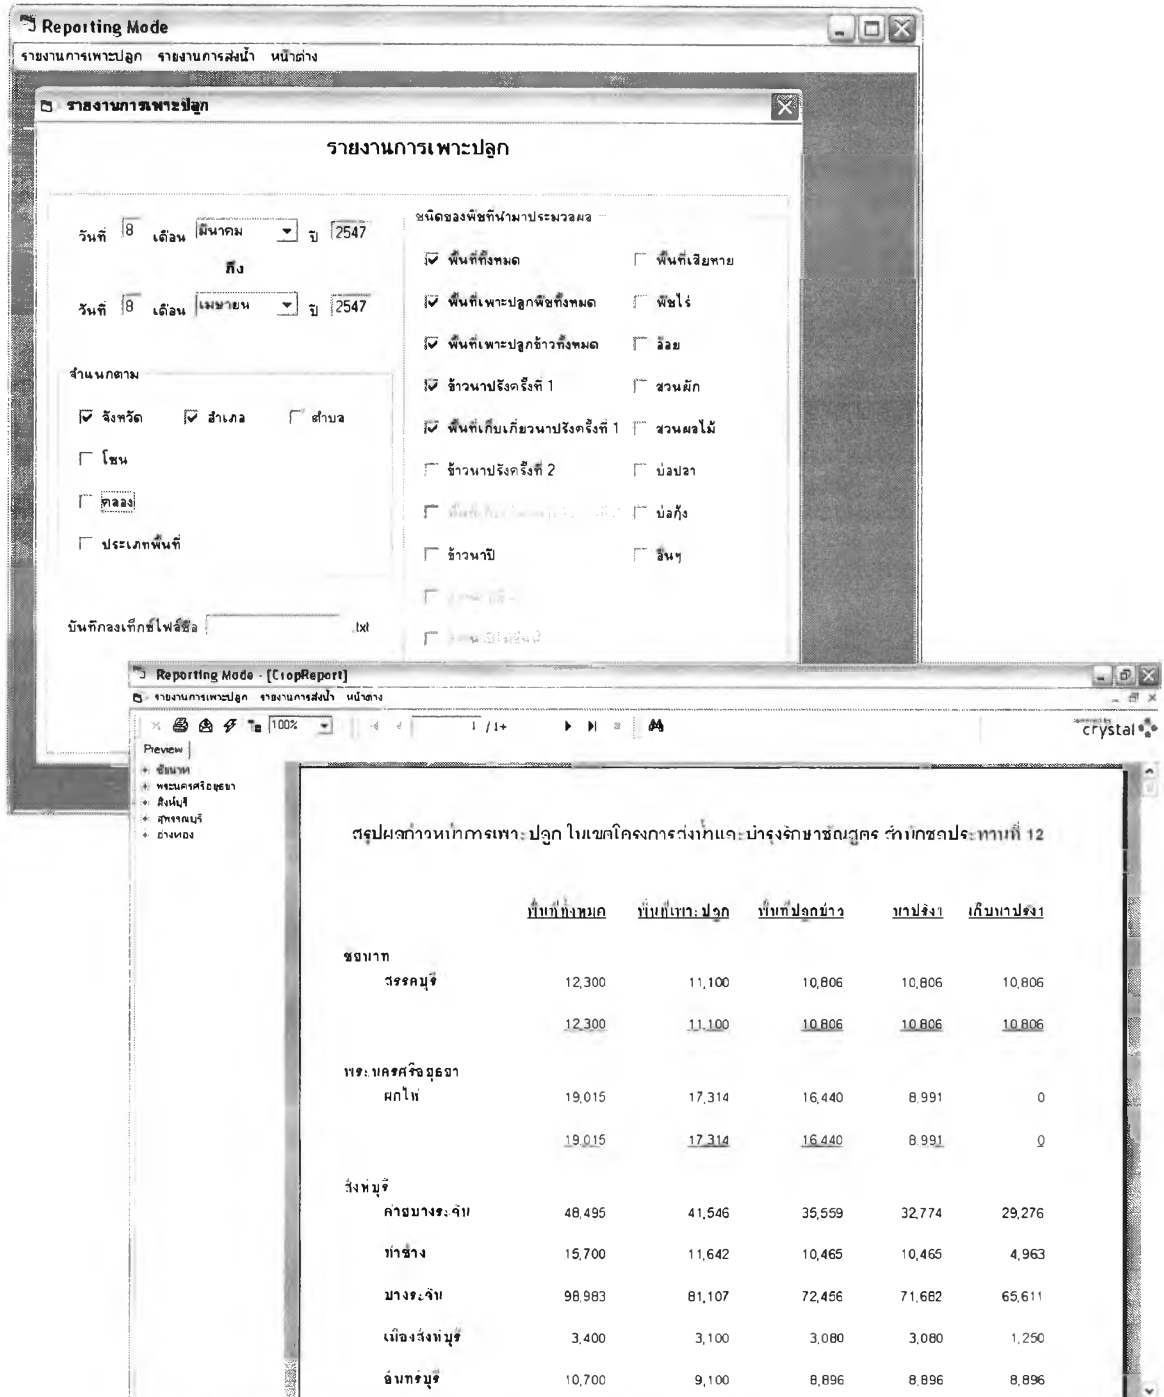 Reporting Mode
รายงานการเพาะปลูก รายงานการส่งน้ำ หน้าต่าง
รายงานการเพาะปลูก
รายงานการเพาะปลูก
วันที่ 8 เดือน มีนาคม ปี 2547
ถึง
วันที่ 8 เดือน เมษายน ปี 2547
จำแนกตาม
จังหวัด อำเภอ ตำบล
โซน
คลอง
ประเภทพื้นที่
บันทึกลงเท็กซ์ไฟล์ชื่อ .txt
ชนิดของพืชที่นำมาประมวลผล
พื้นที่ทั้งหมด พื้นที่เสียหาย
พื้นที่เพาะปลูกพืชทั้งหมด พืชไร่
พื้นที่เพาะปลูกข้าวทั้งหมด อ้อย
ข้าวนาปรังครั้งที่ 1 สวนผัก
พื้นที่เก็บเกี่ยวนาปรังครั้งที่ 1 สวนผลไม้
ข้าวนาปรังครั้งที่ 2 บ่อปลา
บ่อกุ้ง
ข้าวนาปี อื่นๆ
Reporting Mode - [CropReport]
รายงานการเพาะปลูก รายงานการส่งน้ำ หน้าต่าง
100% 1 / 1+
powered by
crystal
Preview
ชัยนาท
พระนครศรีอยุธยา
สิงห์บุรี
สุพรรณบุรี
อ่างทอง
สรุปผลก้าวหน้าการเพาะปลูก ในเขตโครงการส่งน้ำและบำรุงรักษาชัณสูตร สำนักชลประทานที่ 12
พื้นที่ทั้งหมด พื้นที่เพาะปลูก พื้นที่ปลูกข้าว นาปรัง1 เก็บนาปรัง1
ชัยนาท
สรรคบุรี 12,300 11,100 10,806 10,806 10,806
12,300 11,100 10,806 10,806 10,806
พระนครศรีอยุธยา
ผักไห่ 19,015 17,314 16,440 8,991 0
19,015 17,314 16,440 8,991 0
สิงห์บุรี
ค่ายบางระจัน 48,495 41,546 35,559 32,774 29,276
ท่าช้าง 15,700 11,642 10,465 10,465 4,963
บางระจัน 98,983 81,107 72,456 71,682 65,611
เมืองสิงห์บุรี 3,400 3,100 3,080 3,080 1,250
อินทร์บุรี 10,700 9,100 8,896 8,896 8,896